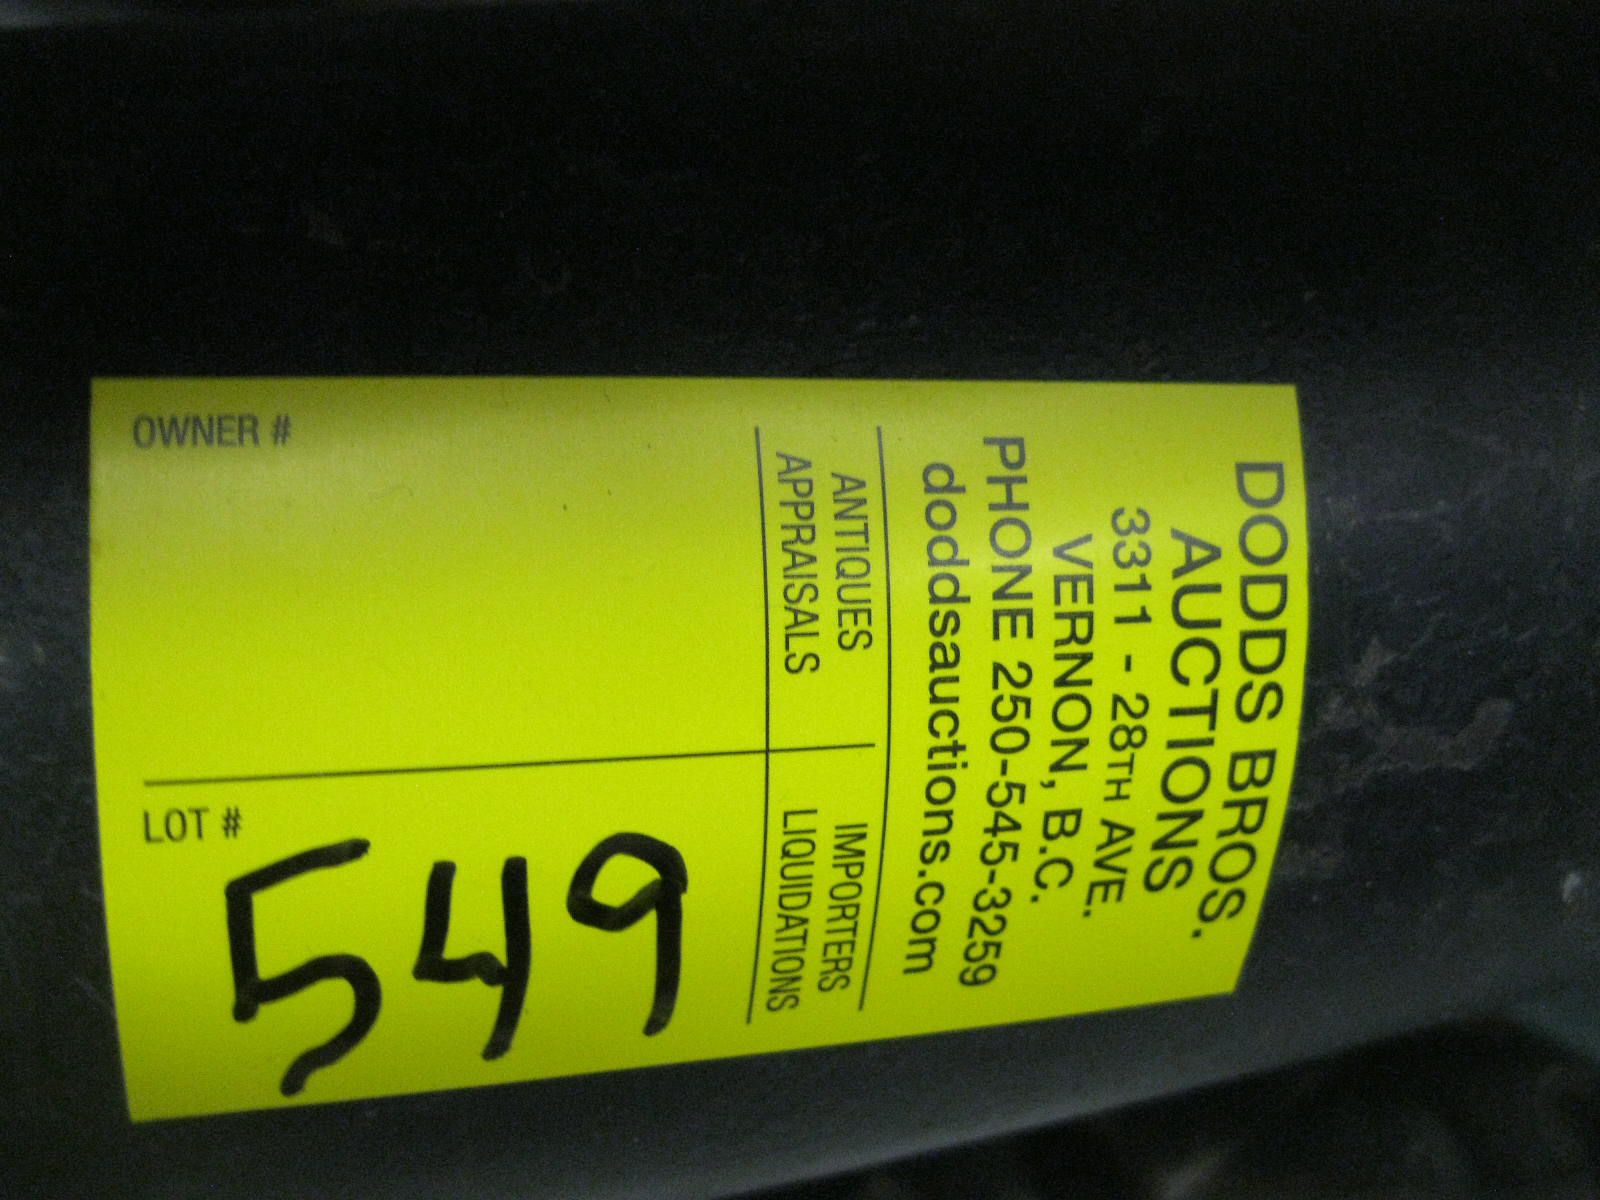 DODDS BROS.
AUCTIONS
3311 - 28TH AVE.
VERNON, B.C.
PHONE 250-545-3259
doddsauctions.com
ANTIQUES IMPORTERS
APPRAISALS LIQUIDATIONS
OWNER #
LOT #
549